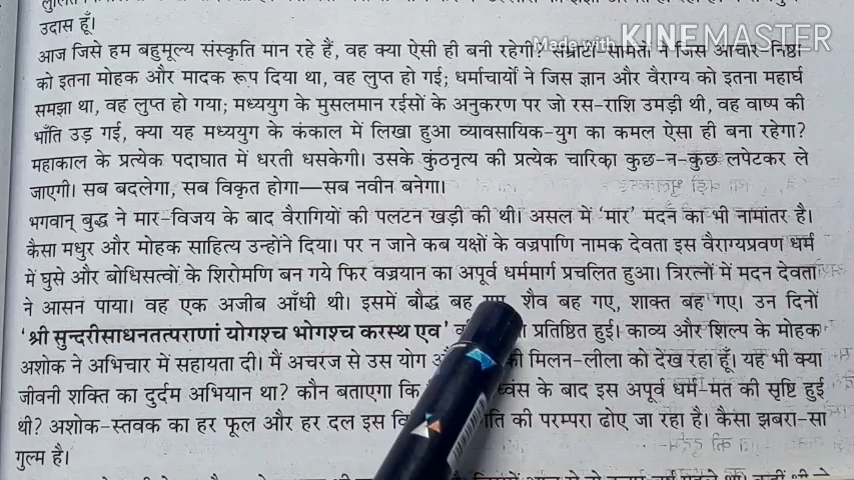 उदास हूँ।
Made with KINEMASTER
आज जिसे हम बहुमूल्य संस्कृति मान रहे हैं, वह क्या ऐसी ही बनी रहेगी? सम्राटों-सामंतों ने जिस आचार-निष्ठा
को इतना मोहक और मादक रूप दिया था, वह लुप्त हो गई; धर्माचार्यों ने जिस ज्ञान और वैराग्य को इतना महार्घ
समझा था, वह लुप्त हो गया; मध्ययुग के मुसलमान रईसों के अनुकरण पर जो रस-राशि उमड़ी थी, वह वाष्प की
भाँति उड़ गई, क्या यह मध्ययुग के कंकाल में लिखा हुआ व्यावसायिक-युग का कमल ऐसा ही बना रहेगा?
महाकाल के प्रत्येक पदाघात में धरती धसकेगी। उसके कुंठनृत्य की प्रत्येक चारिका कुछ-न-कुछ लपेटकर ले
जाएगी। सब बदलेगा, सब विकृत होगा—सब नवीन बनेगा।
भगवान् बुद्ध ने मार-विजय के बाद वैरागियों की पलटन खड़ी की थी। असल में 'मार' मदन का भी नामांतर है।
कैसा मधुर और मोहक साहित्य उन्होंने दिया। पर न जाने कब यक्षों के वज्रपाणि नामक देवता इस वैराग्यप्रवण धर्म
में घुसे और बोधिसत्वों के शिरोमणि बन गये फिर वज्रयान का अपूर्व धर्ममार्ग प्रचलित हुआ। त्रिरत्नों में मदन देवता
ने आसन पाया। वह एक अजीब आँधी थी। इसमें बौद्ध बह शैव बह गए, शाक्त बह गए। उन दिनों
'श्री सुन्दरीसाधनतत्पराणां योगश्च भोगश्च करस्थ एव' प्रतिष्ठित हुई। काव्य और शिल्प के मोहक
अशोक ने अभिचार में सहायता दी। मैं अचरज से उस योग की मिलन-लीला को देख रहा हूँ। यह भी क्या
जीवनी शक्ति का दुर्दम अभियान था? कौन बताएगा कि के बाद इस अपूर्व धर्म-मत की सृष्टि हुई
थी? अशोक-स्तवक का हर फूल और हर दल इस की परम्परा ढोए जा रहा है। कैसा झबरा-सा
गुल्म है।